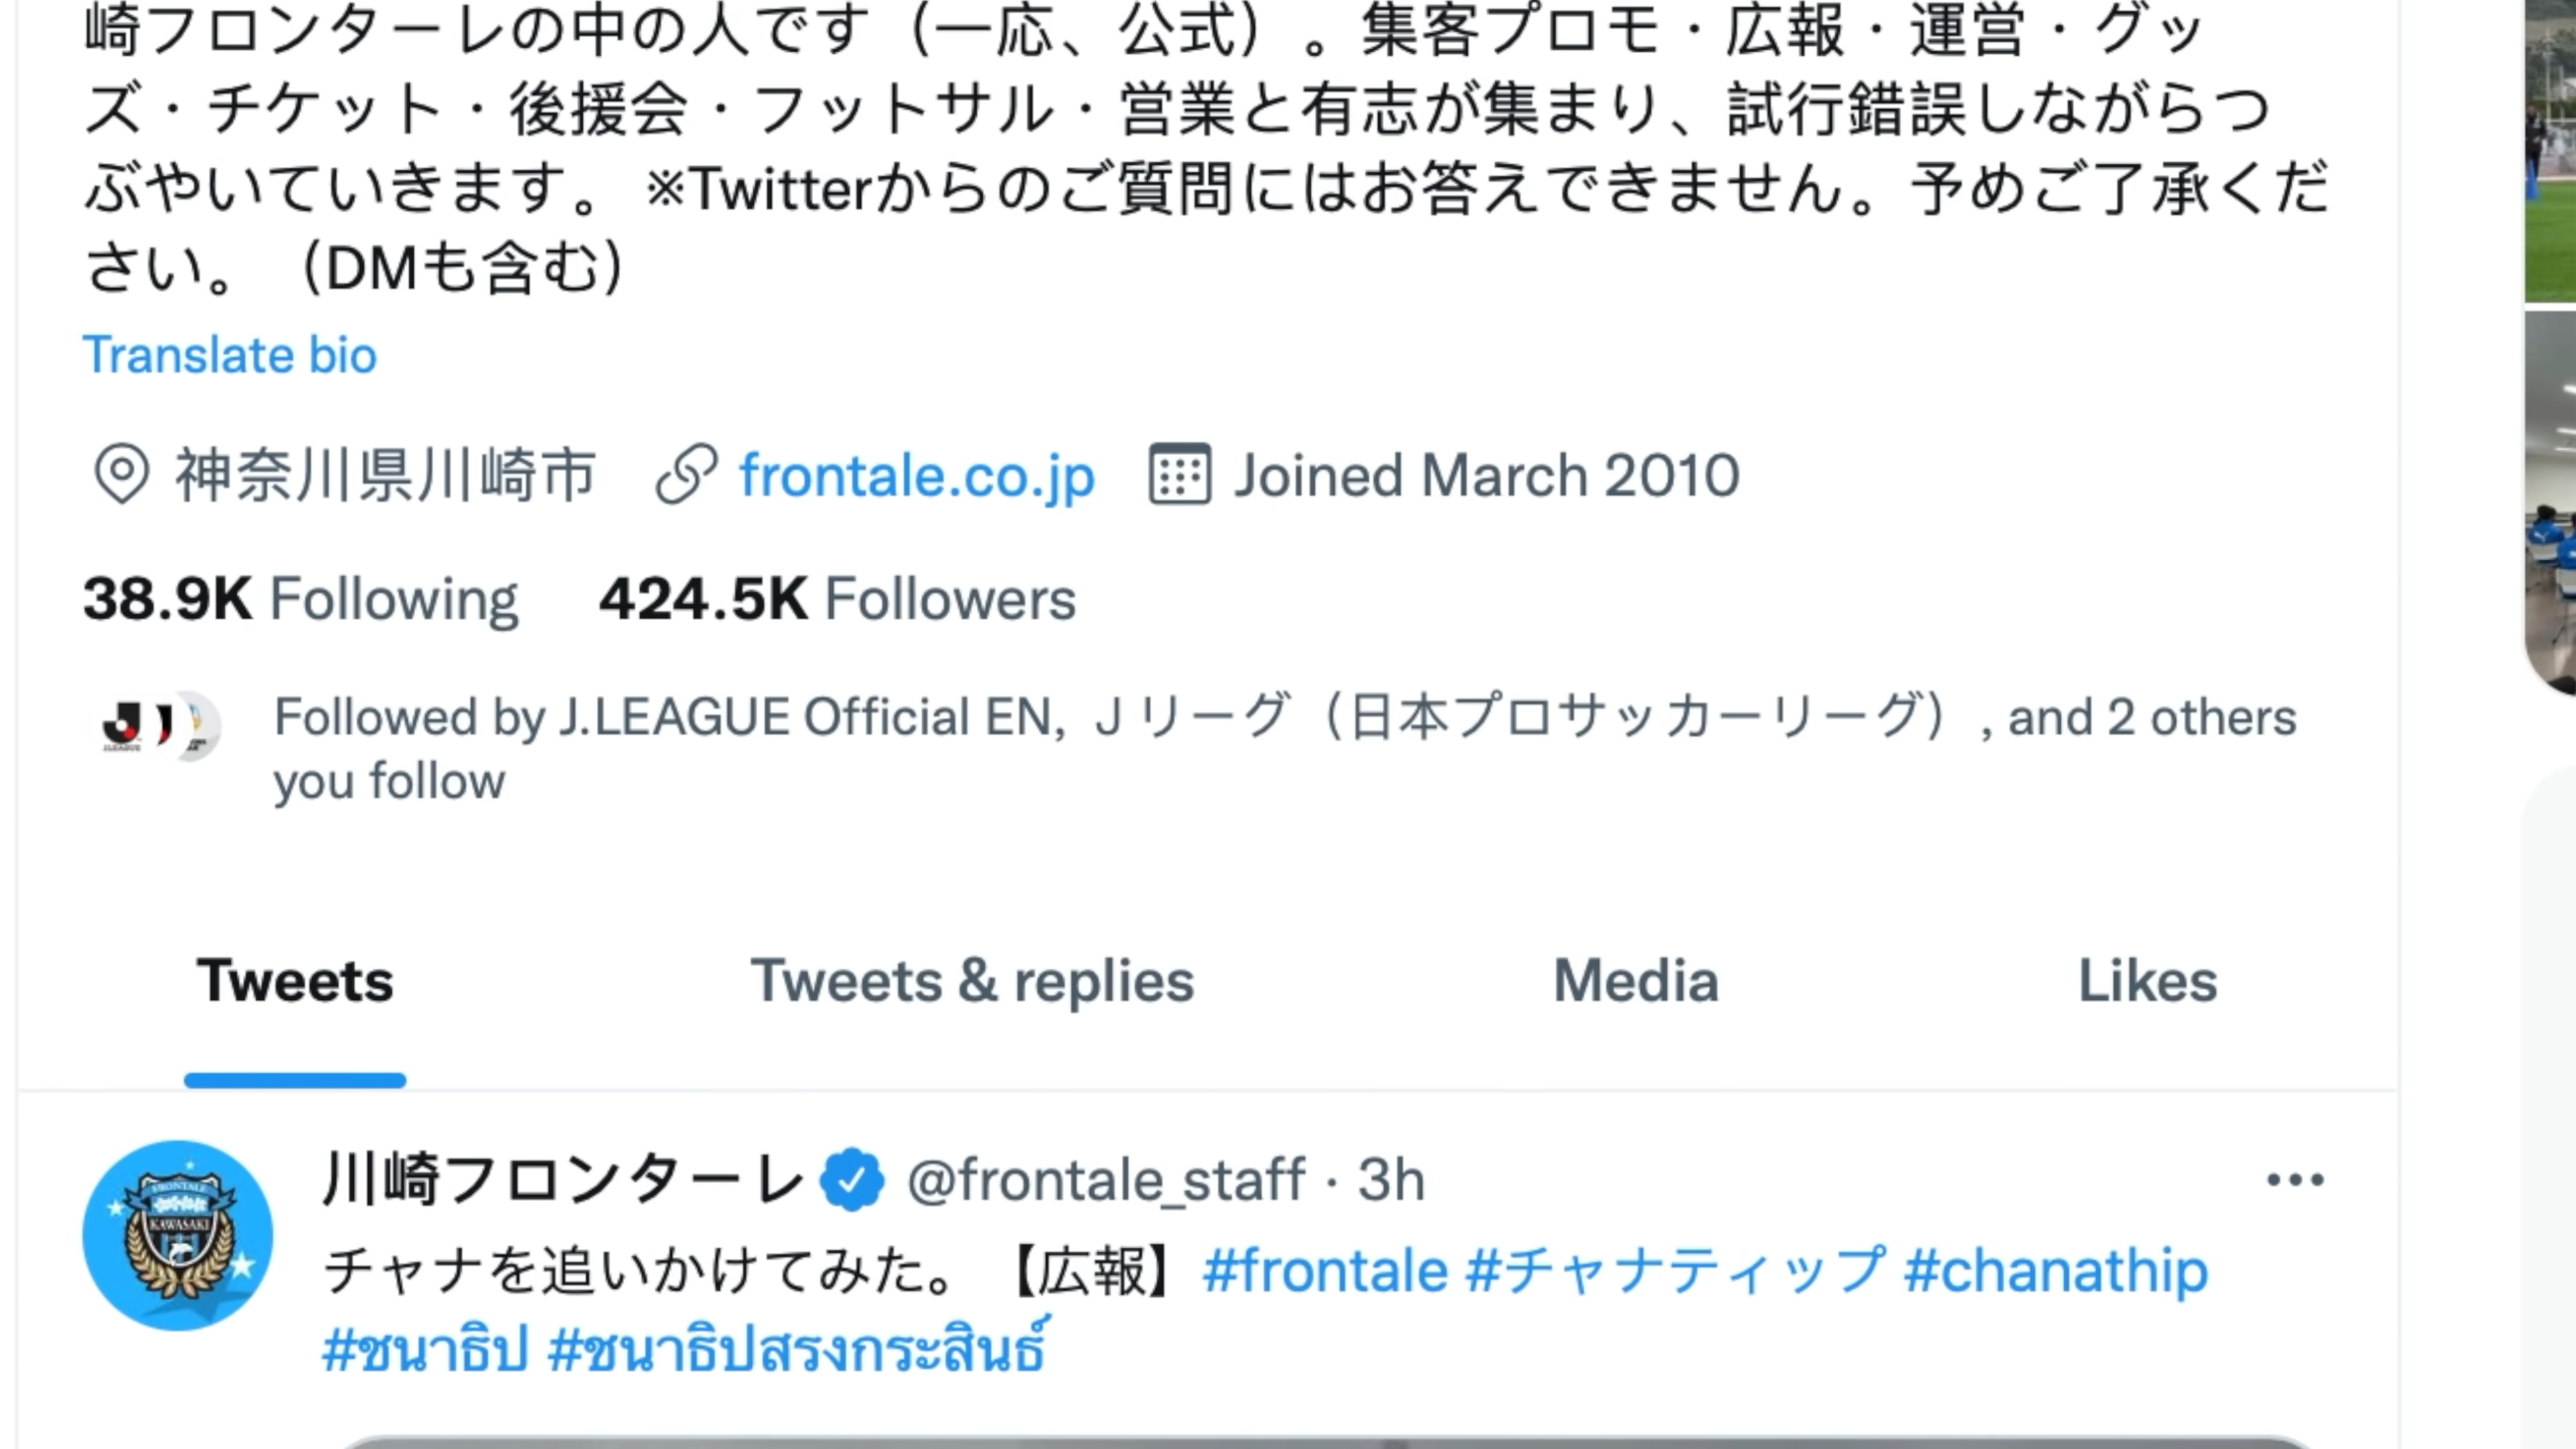 崎フロンターレの中の人です（一応、公式）。集客プロモ・広報・運営・グッ
ズ・チケット・後援会・フットサル・営業と有志が集まり、試行錯誤しながらつ
ぶやいていきます。 ※Twitterからのご質問にはお答えできません。予めご了承くだ
さい。（DMも含む）
Translate bio
神奈川県川崎市 frontale.co.jp Joined March 2010
38.9K Following 424.5K Followers
Followed by J.LEAGUE Official EN, Ｊリーグ（日本プロサッカーリーグ）, and 2 others
you follow
Tweets Tweets & replies Media Likes
川崎フロンターレ @frontale_staff · 3h
チャナを追いかけてみた。【広報】#frontale #チャナティップ #chanathip
#ชนาธิป #ชนาธิปสรงกระสินธ์
FRONTALE
KAWASAKI
J.LEAGUE